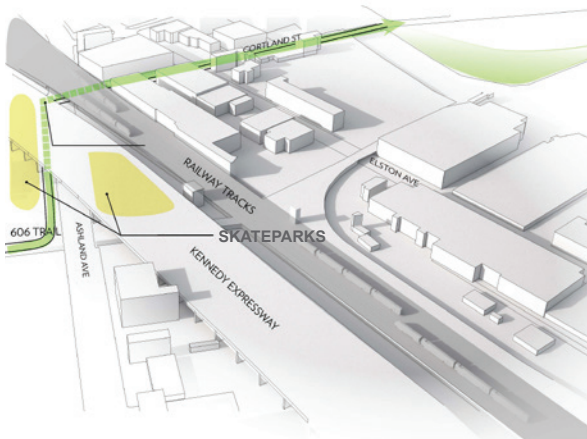 CORTLAND ST
ELSTON AVE
RAILWAY TRACKS
606 TRAIL
ASHLAND AVE
SKATEPARKS
KENNEDY EXPRESSWAY